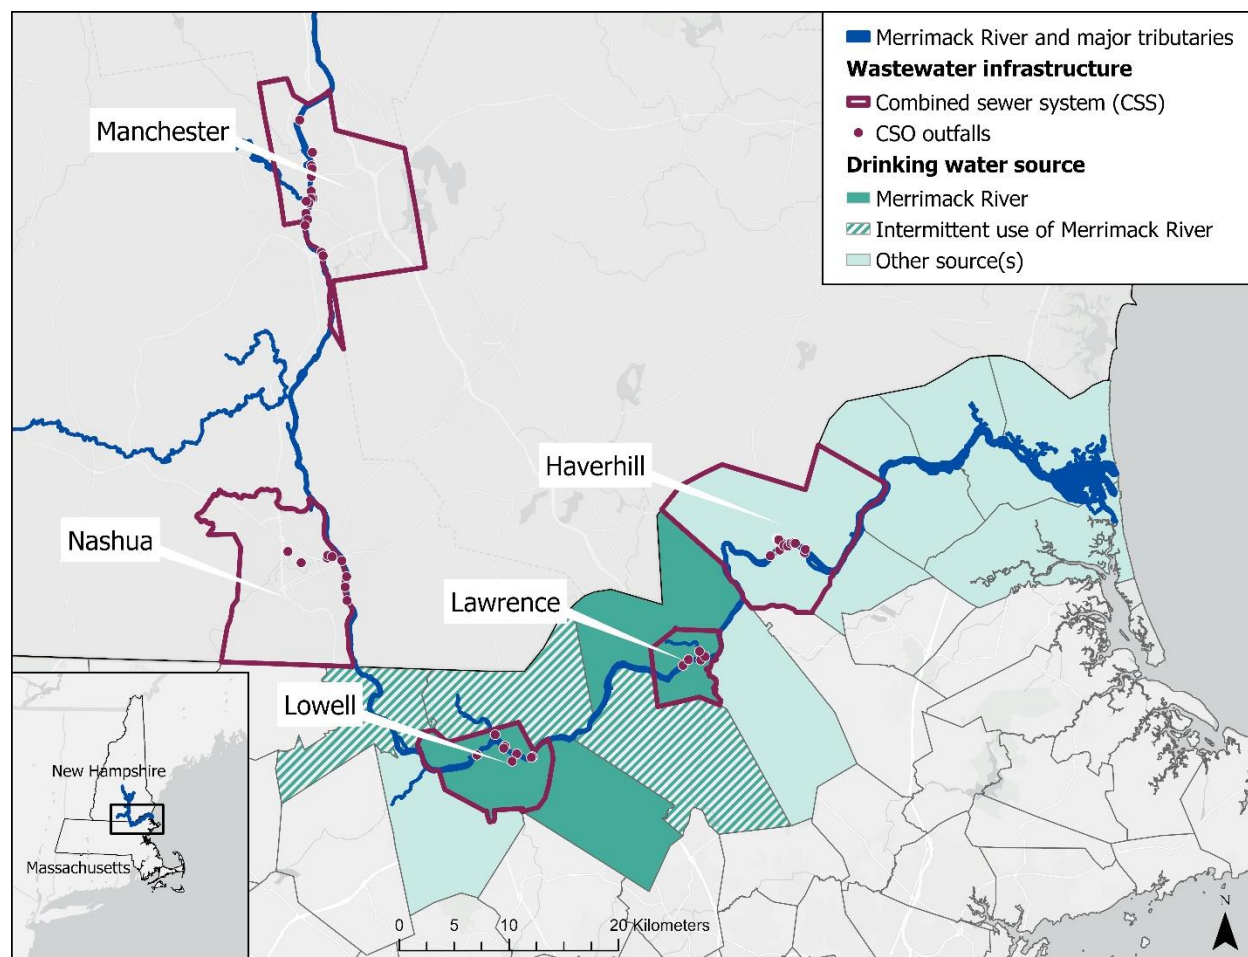 Merrimack River and major tributaries
Wastewater infrastructure
Combined sewer system (CSS)
CSO outfalls
Drinking water source
Merrimack River
Intermittent use of Merrimack River
Other source(s)
Manchester
Nashua
Haverhill
Lawrence
Lowell
New Hampshire
Massachusetts
0 5 10 20 Kilometers
N